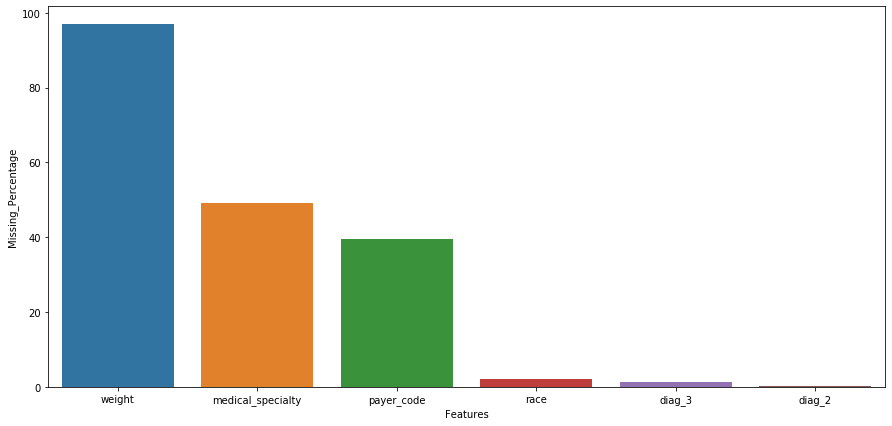 Missing_Percentage
100
80
60
40
20
0
weight medical_specialty payer_code race diag_3 diag_2
Features